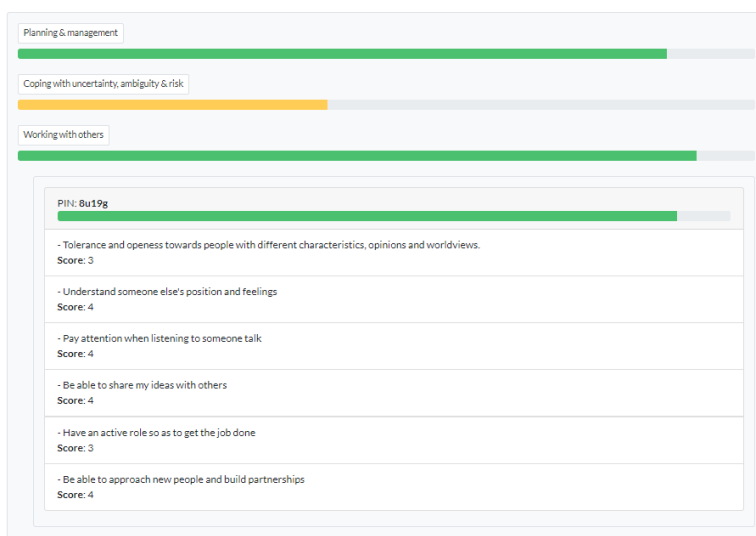 Planning & management
Coping with uncertainty, ambiguity & risk
Working with others
PIN: 8u19g
- Tolerance and openess towards people with different characteristics, opinions and worldviews.
Score: 3
- Understand someone else's position and feelings
Score: 4
- Pay attention when listening to someone talk
Score: 4
- Be able to share my ideas with others
Score: 4
- Have an active role so as to get the job done
Score: 3
- Be able to approach new people and build partnerships
Score: 4